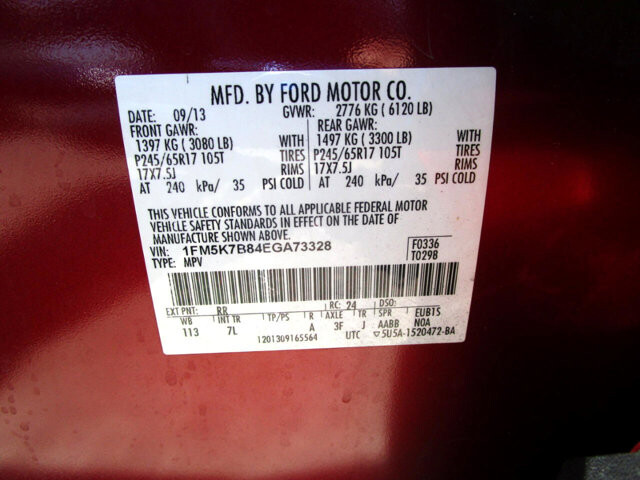 MFD. BY FORD MOTOR CO.
DATE: 09/13 GVWR: 2776 KG ( 6120 LB)
FRONT GAWR: REAR GAWR:
1397 KG ( 3080 LB) WITH 1497 KG ( 3300 LB) WITH
P245/65R17 105T TIRES P245/65R17 105T TIRES
17X7.5J RIMS 17X7.5J RIMS
AT 240 kPa/ 35 PSI COLD AT 240 kPa/ 35 PSI COLD
THIS VEHICLE CONFORMS TO ALL APPLICABLE FEDERAL MOTOR
VEHICLE SAFETY STANDARDS IN EFFECT ON THE DATE OF
MANUFACTURE SHOWN ABOVE.
VIN: 1FM5K7B84EGA73328 F0336
TYPE: MPV T0298
EXT PNT: RR RC: 24 DSO:
WB INT TR TP/PS R AXLE TR SPR EUB1S
113 7L A 3F J AABB NOA
1201309165564 UTC ▽5U5A-1520472-BA